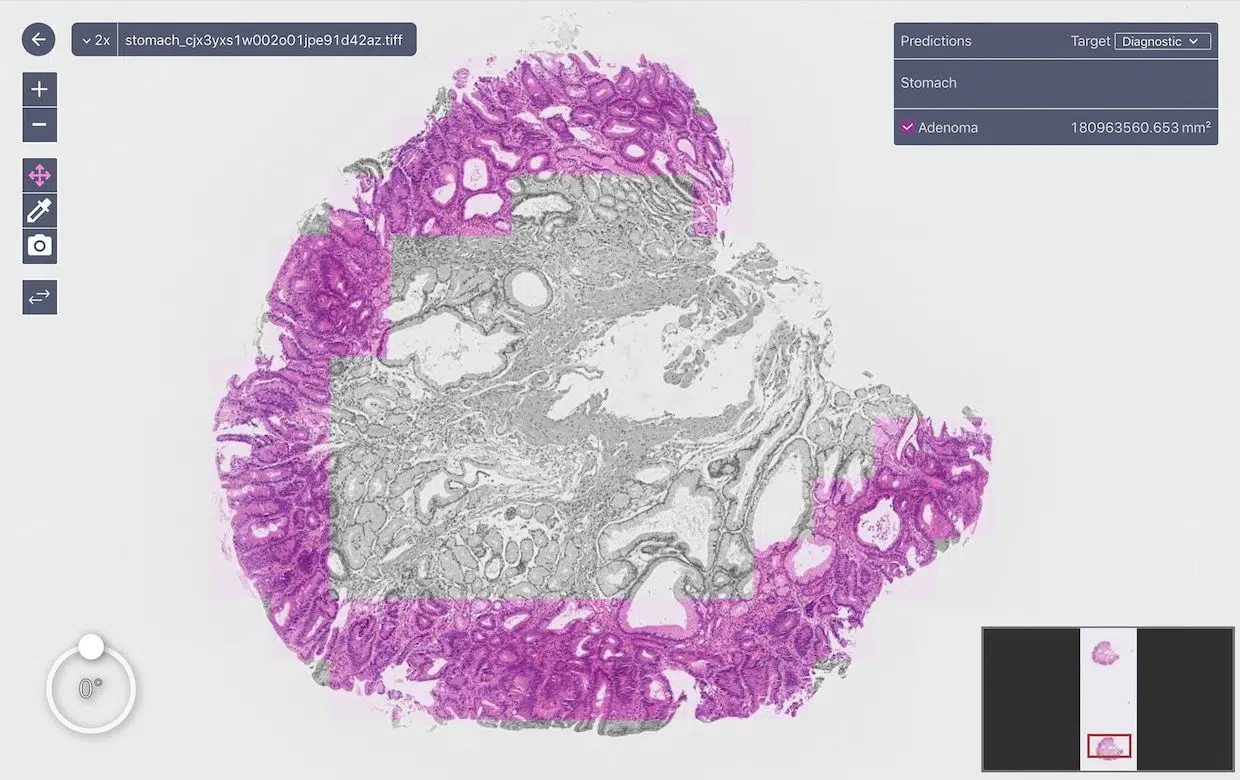 2x stomach_cjx3yxs1w002o01jpe91d42az.tiff
Predictions Target Diagnostic
Stomach
Adenoma 180963560.653 mm²
0°